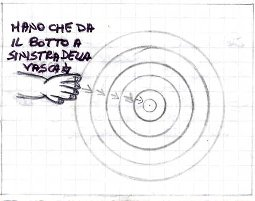 MANO CHE DA
IL BOTTO A
SINISTRA DELLA
VASCA